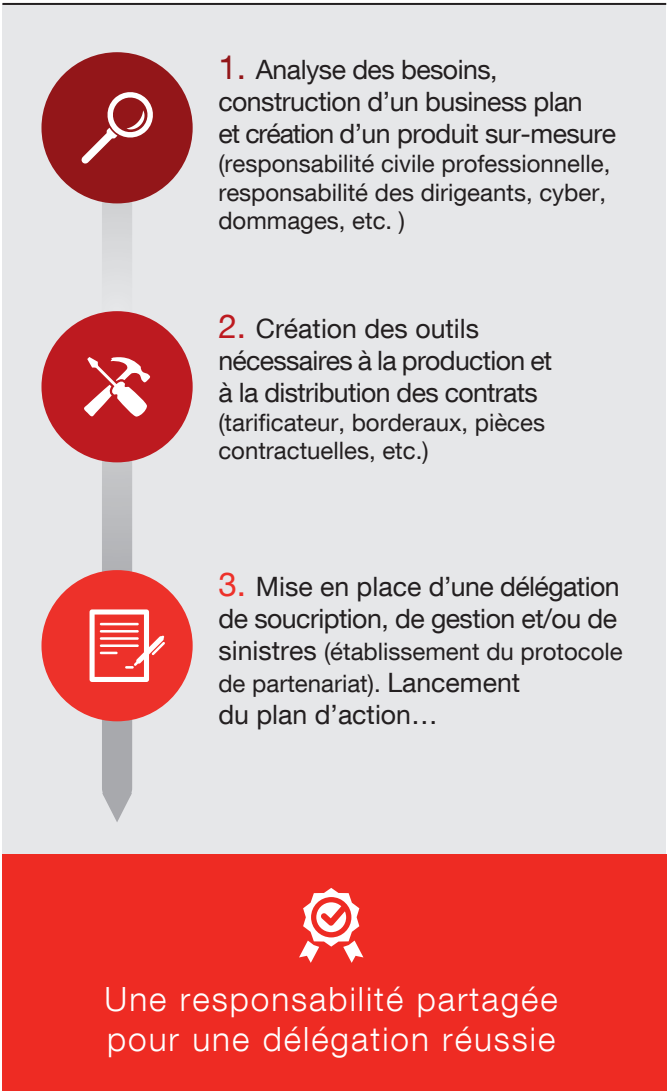 1. Analyse des besoins,
construction d’un business plan
et création d’un produit sur-mesure
(responsabilité civile professionnelle,
responsabilité des dirigeants, cyber,
dommages, etc. )
2. Création des outils
nécessaires à la production et
à la distribution des contrats
(tarificateur, borderaux, pièces
contractuelles, etc.)
3. Mise en place d’une délégation
de soucription, de gestion et/ou de
sinistres (établissement du protocole
de partenariat). Lancement
du plan d’action…
Une responsabilité partagée
pour une délégation réussie